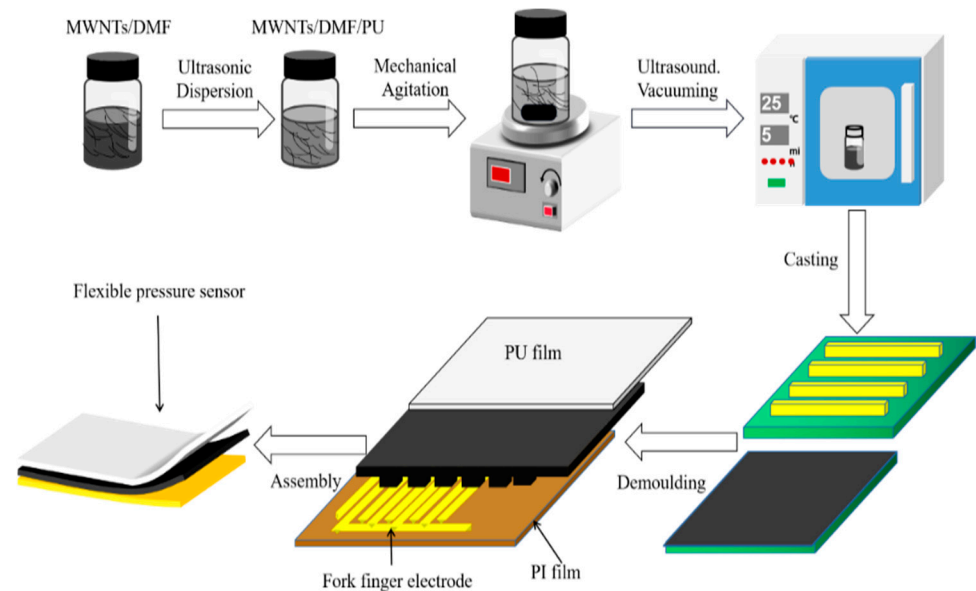 MWNTs/DMF
Ultrasonic
Dispersion
MWNTs/DMF/PU
Mechanical
Agitation
Ultrasound.
Vacuuming
25
℃
5
mi
n
Casting
Flexible pressure sensor
PU film
Assembly
Demoulding
Fork finger electrode
PI film